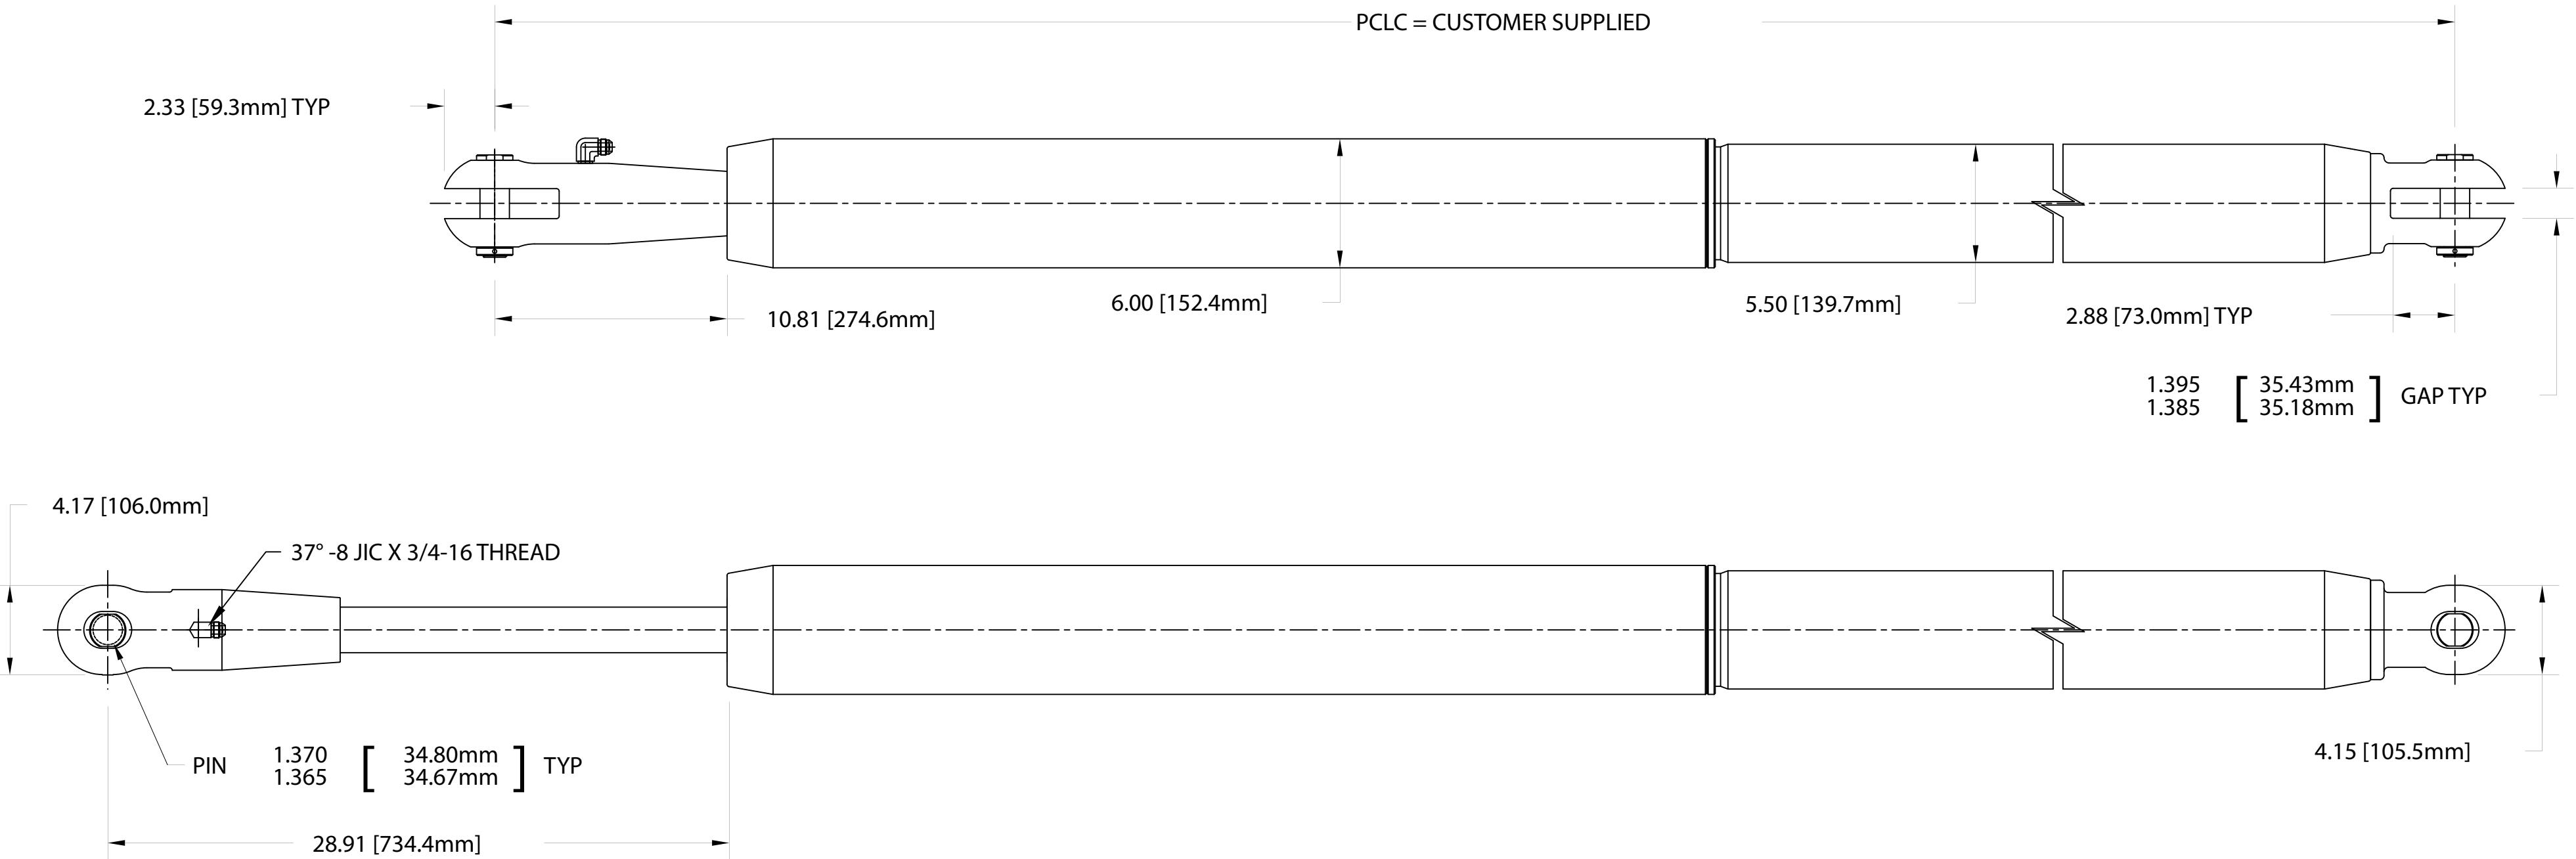 PCLC = CUSTOMER SUPPLIED
2.33 [59.3mm] TYP
6.00 [152.4mm]
5.50 [139.7mm]
10.81 [274.6mm]
2.88 [73.0mm] TYP
1.395 [ 35.43mm ] GAP TYP
1.385 35.18mm
4.17 [106.0mm]
37° -8 JIC X 3/4-16 THREAD
PIN 1.370 [ 34.80mm ] TYP
1.365 34.67mm
4.15 [105.5mm]
28.91 [734.4mm]